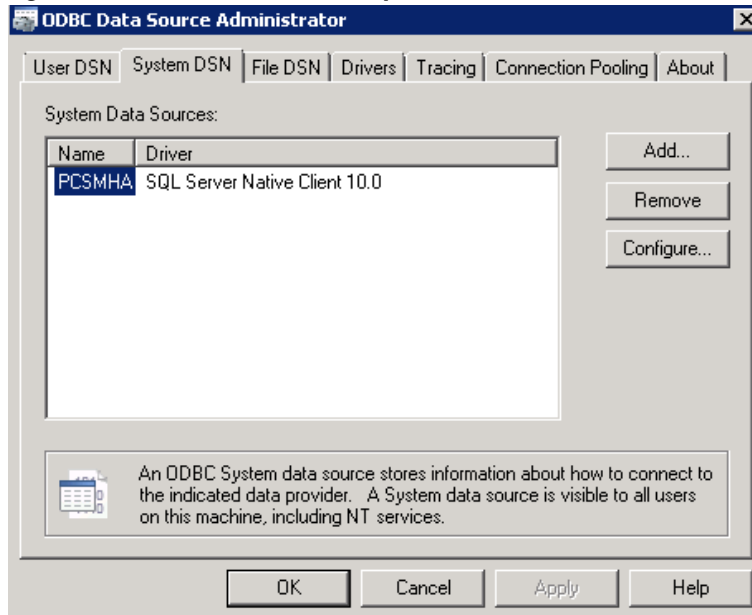 ODBC Data Source Administrator
User DSN System DSN File DSN Drivers Tracing Connection Pooling About
System Data Sources:
Name Driver Add...
PCSMHA SQL Server Native Client 10.0
Remove
Configure...
An ODBC System data source stores information about how to connect to
the indicated data provider. A System data source is visible to all users
on this machine, including NT services.
OK Cancel Apply Help